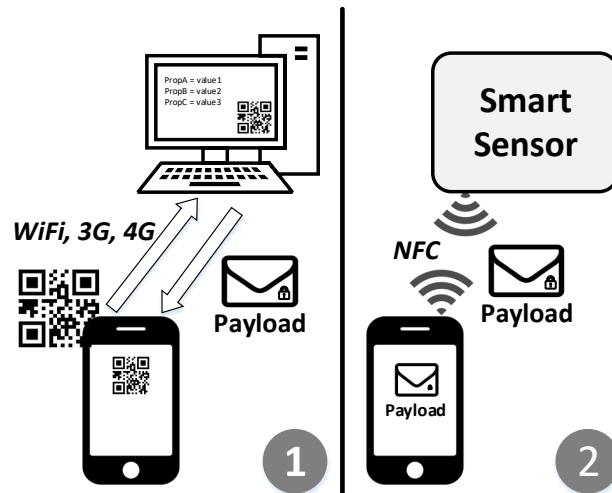 PropA = value1
PropB = value2
PropC = value3
WiFi, 3G, 4G
Payload
1
Smart
Sensor
NFC
Payload
Payload
2